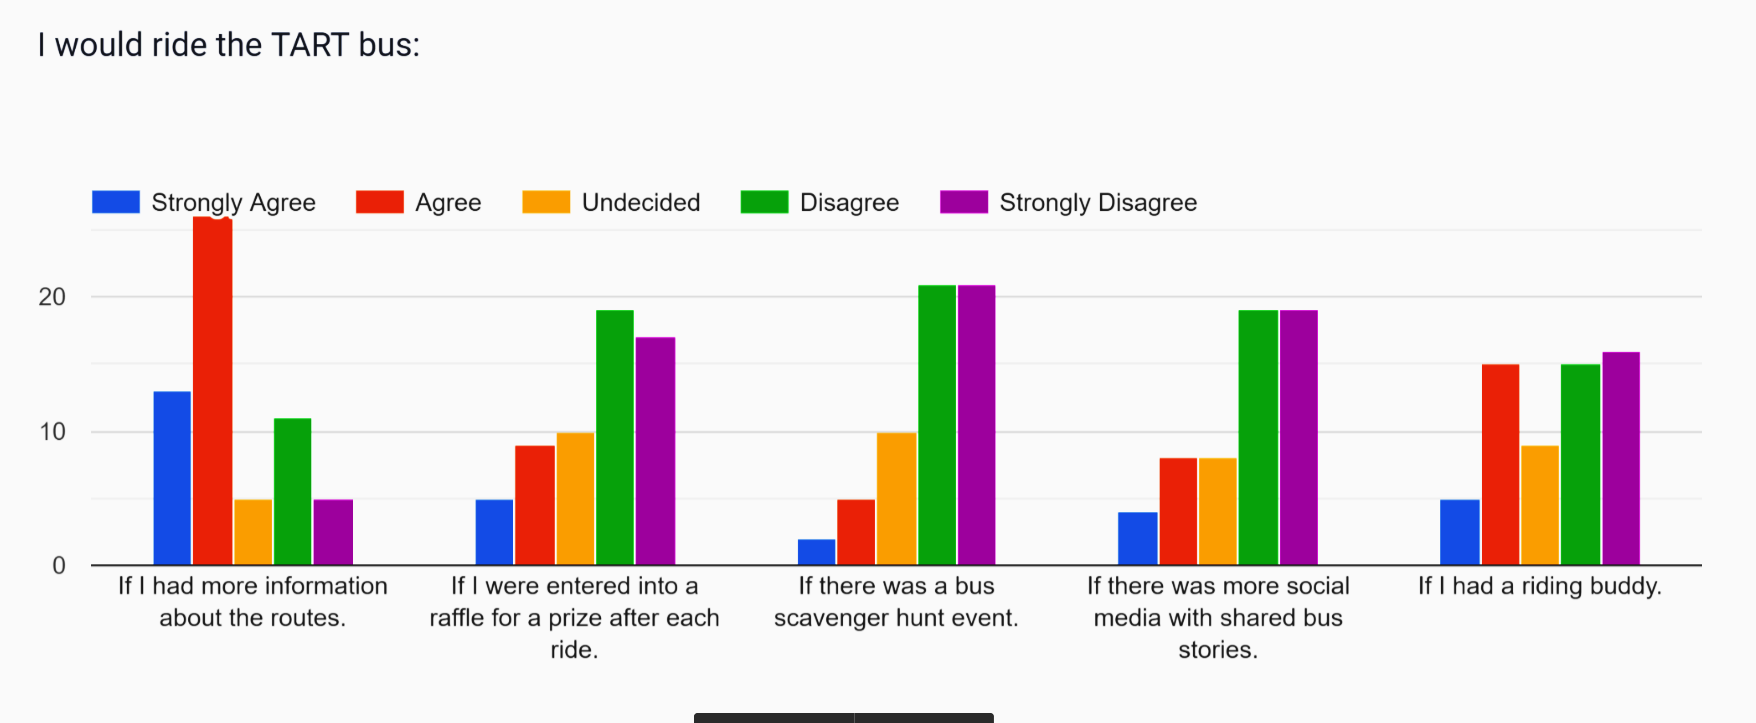 I would ride the TART bus:
Strongly Agree Agree Undecided Disagree Strongly Disagree
20
10
0
If I had more information
about the routes.
If I were entered into a
raffle for a prize after each
ride.
If there was a bus
scavenger hunt event.
If there was more social
media with shared bus
stories.
If I had a riding buddy.